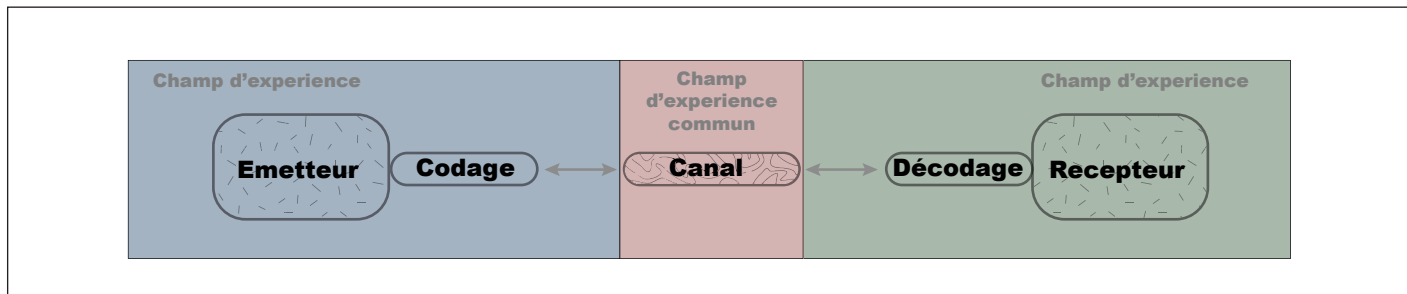 Champ d'experience
Champ
d'experience
commun
Champ d'experience
Emetteur
Codage
Canal
Décodage
Recepteur